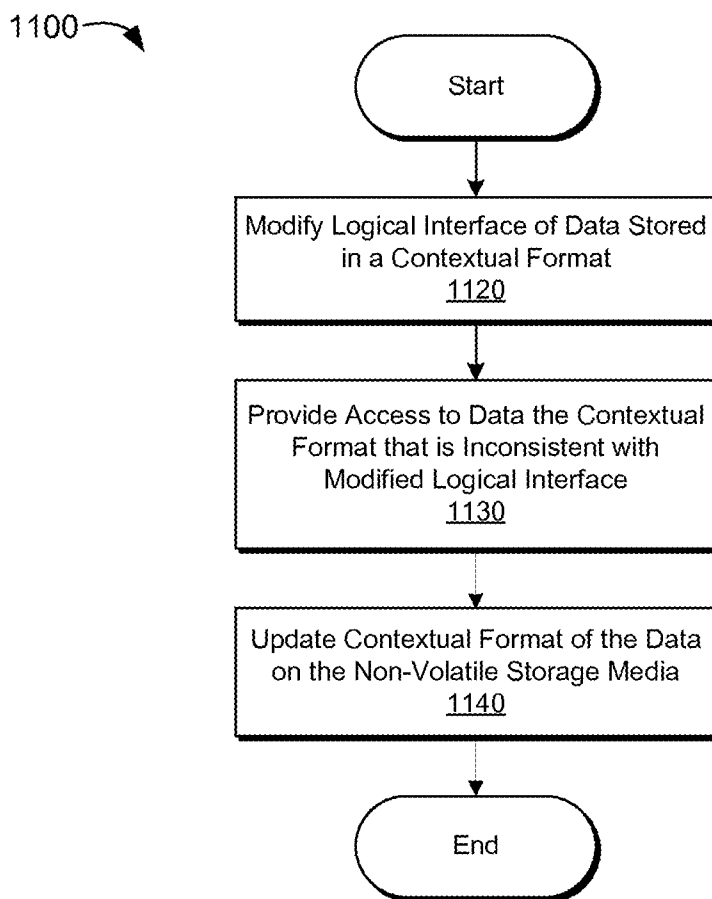 1100
Start
Modify Logical Interface of Data Stored
in a Contextual Format
1120
Provide Access to Data the Contextual
Format that is Inconsistent with
Modified Logical Interface
1130
Update Contextual Format of the Data
on the Non-Volatile Storage Media
1140
End